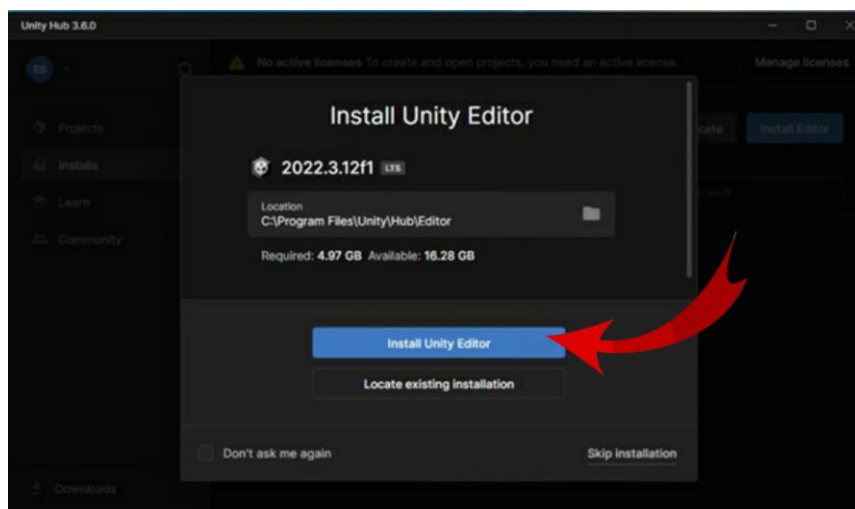 Unity Hub 3.6.0
EB
No active licenses To create and open projects, you need an active license.
Manage licenses
Install Unity Editor
Projects
Install Editor
2022.3.12f1 LTS
Installs
Learn
Location
C:\Program Files\Unity\Hub\Editor
Community
Required: 4.97 GB Available: 16.28 GB
Install Unity Editor
Locate existing installation
Don't ask me again
Skip installation
Downloads